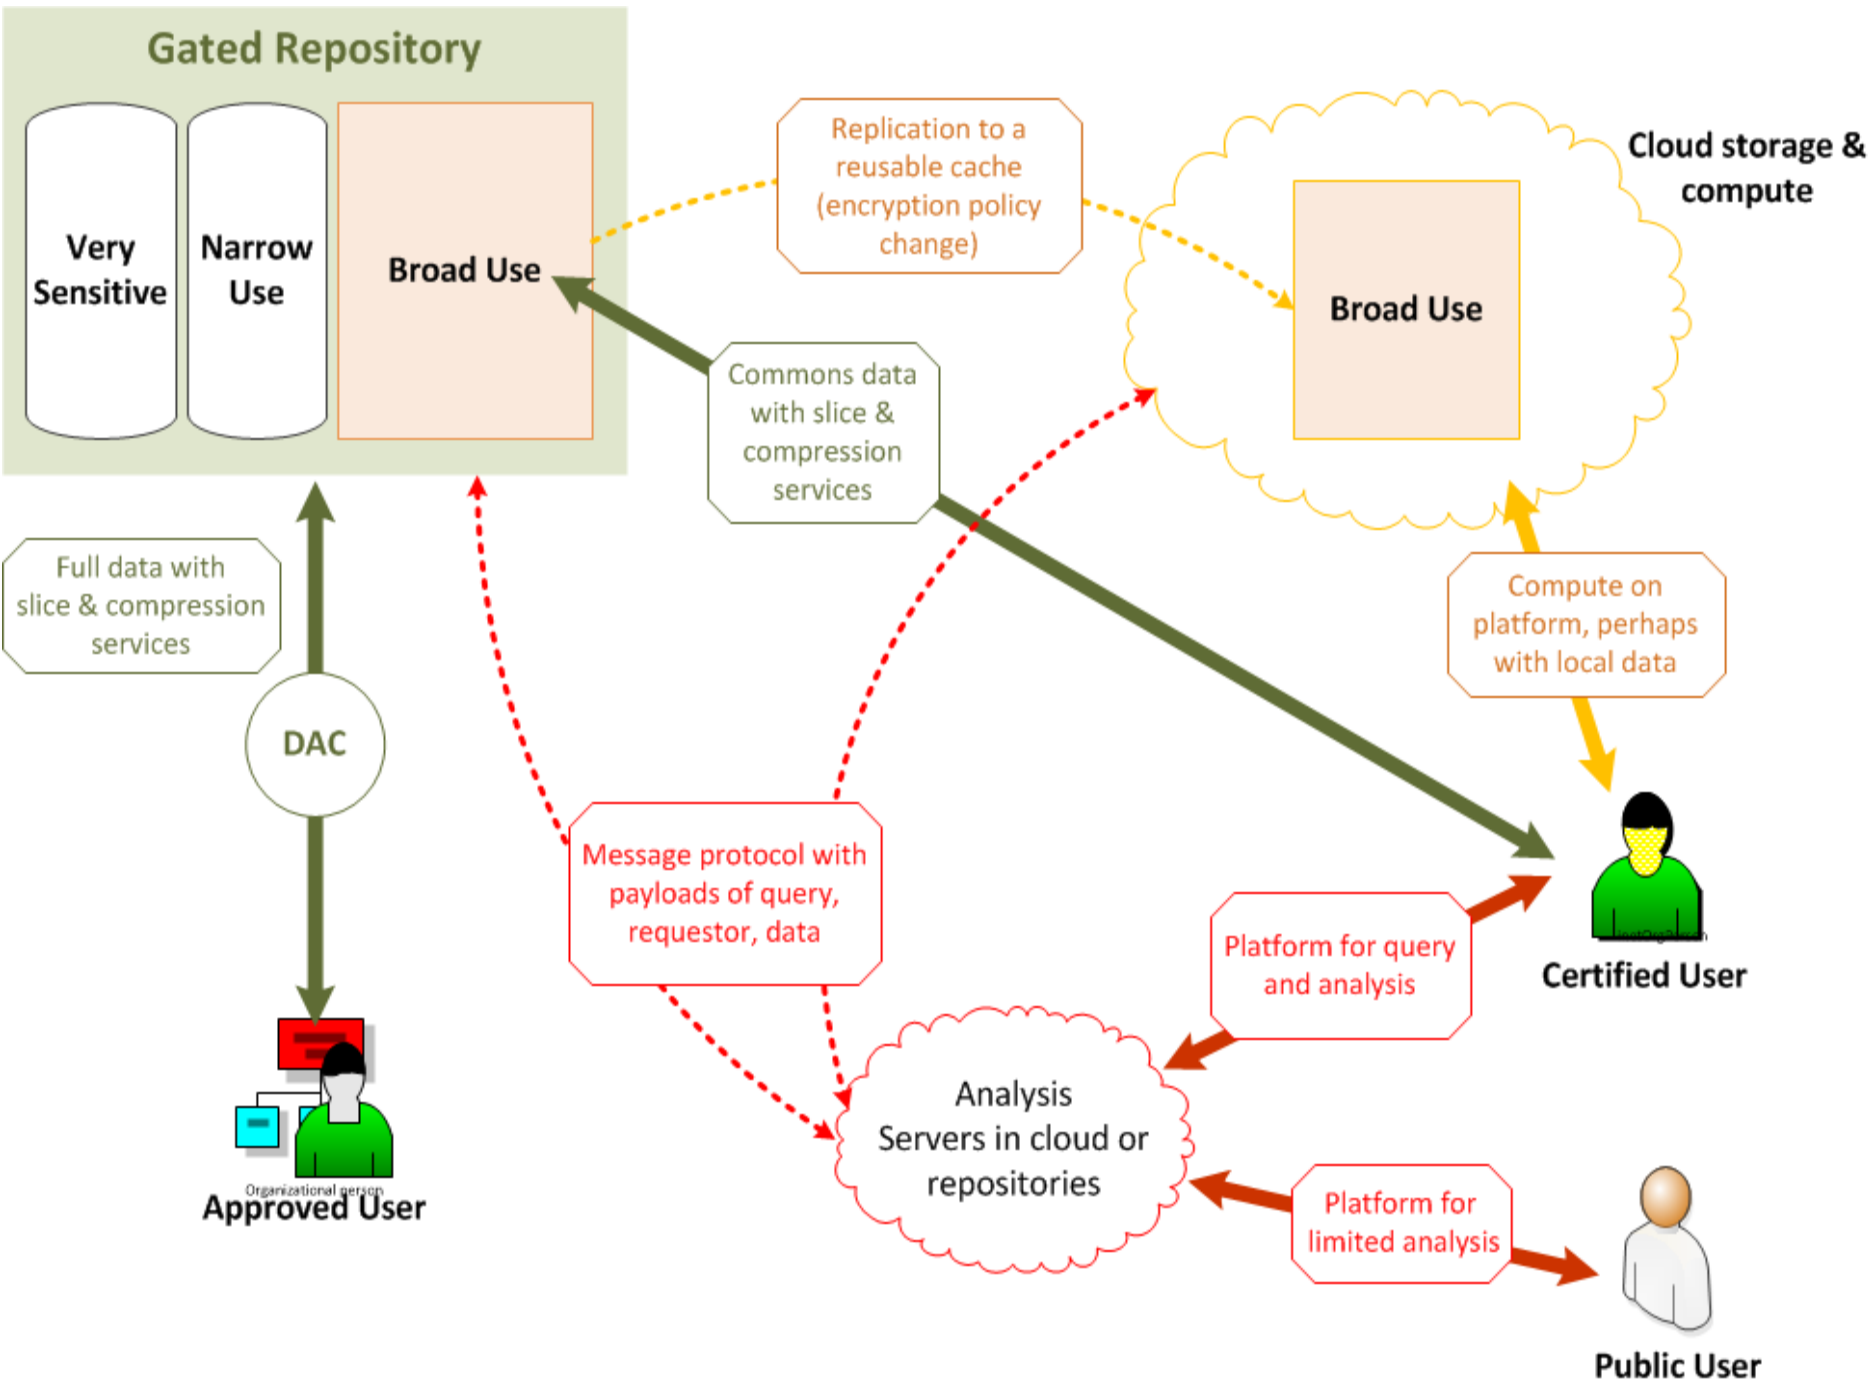 Gated Repository
Very
Sensitive
Narrow
Use
Broad Use
Replication to a
reusable cache
(encryption policy
change)
Cloud storage &
compute
Broad Use
Commons data
with slice &
compression
services
Full data with
slice & compression
services
DAC
Compute on
platform, perhaps
with local data
Message protocol with
payloads of query,
requestor, data
Platform for query
and analysis
Certified User
Analysis
Servers in cloud or
repositories
Organizational person
Approved User
Platform for
limited analysis
Public User